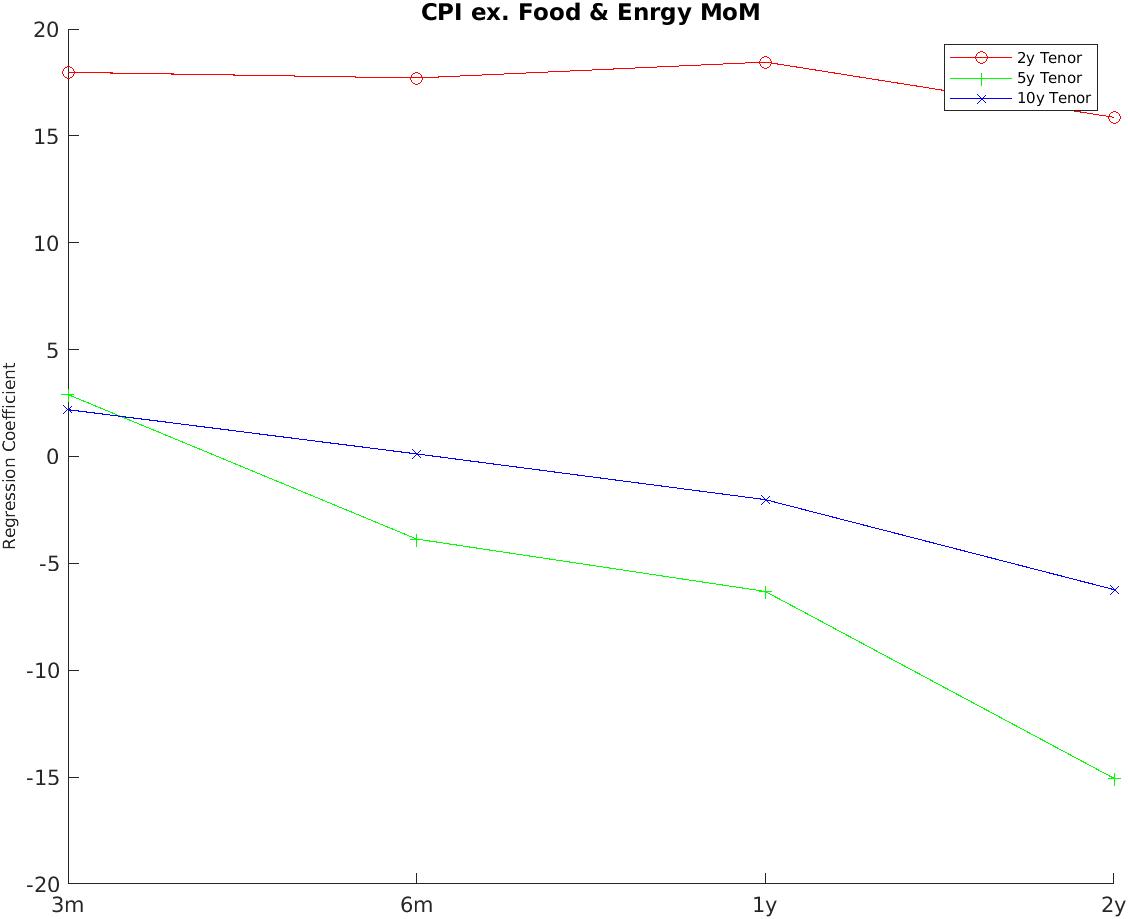 CPI ex. Food & Enrgy MoM
20
15
10
5
0
-5
-10
-15
-20
Regression Coefficient
2y Tenor
5y Tenor
10y Tenor
3m
6m
1y
2y